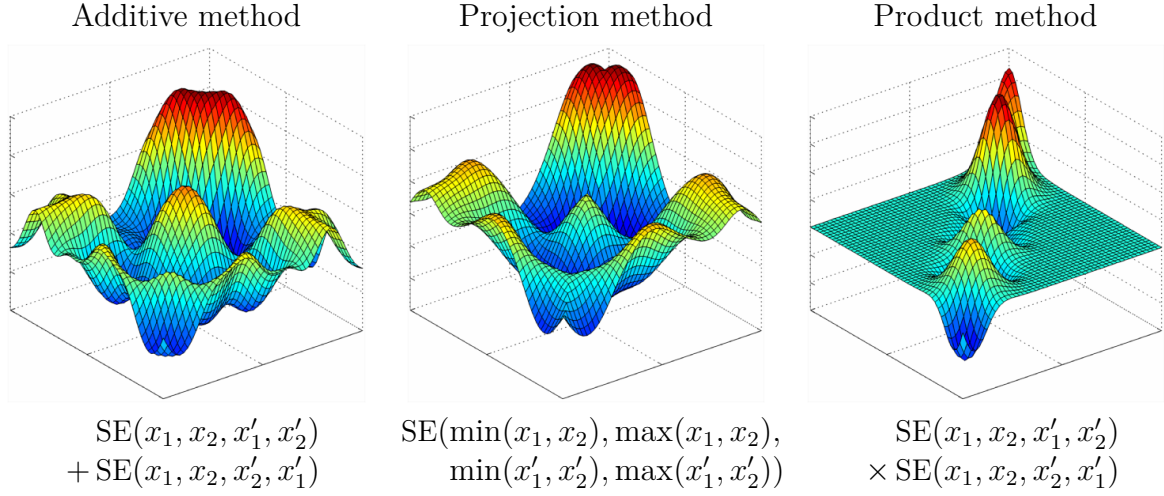 Additive method
Projection method
Product method
SE(x₁, x₂, x′₁, x′₂)
+ SE(x₁, x₂, x′₂, x′₁)
SE(min(x₁, x₂), max(x₁, x₂),
min(x′₁, x′₂), max(x′₁, x′₂))
SE(x₁, x₂, x′₁, x′₂)
× SE(x₁, x₂, x′₂, x′₁)